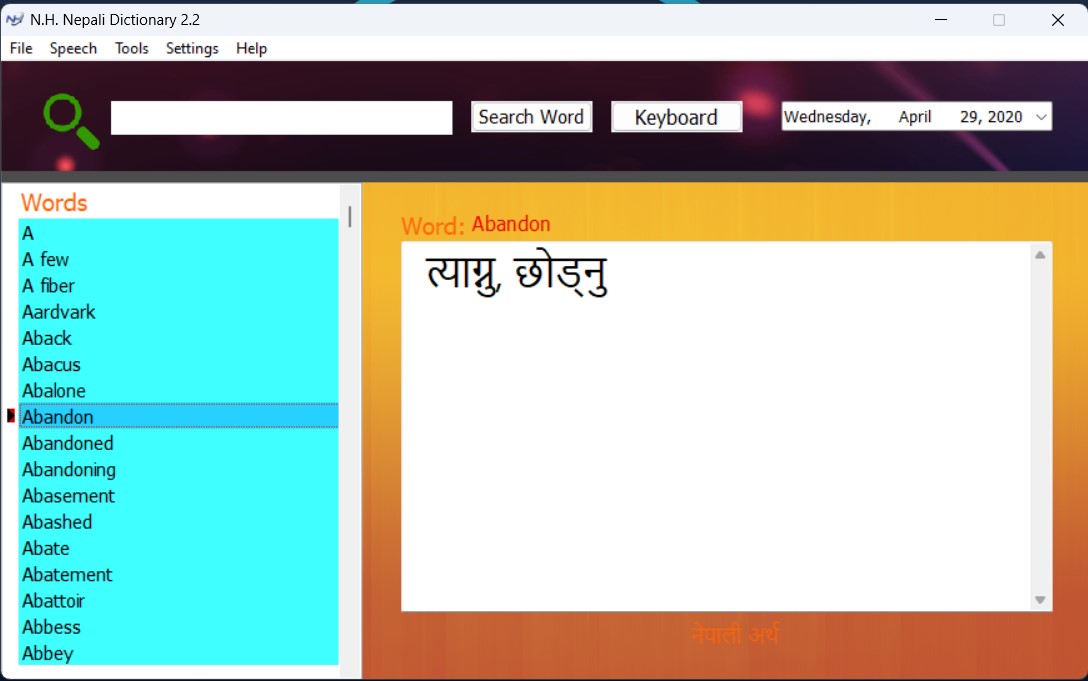 N.H. Nepali Dictionary 2.2
File Speech Tools Settings Help
Search Word Keyboard Wednesday, April 29, 2020
Words
A
A few
A fiber
Aardvark
Aback
Abacus
Abalone
Abandon
Abandoned
Abandoning
Abasement
Abashed
Abate
Abatement
Abattoir
Abbess
Abbey
Word: Abandon
त्याग्नु, छोड्नु
नेपाली अर्थ